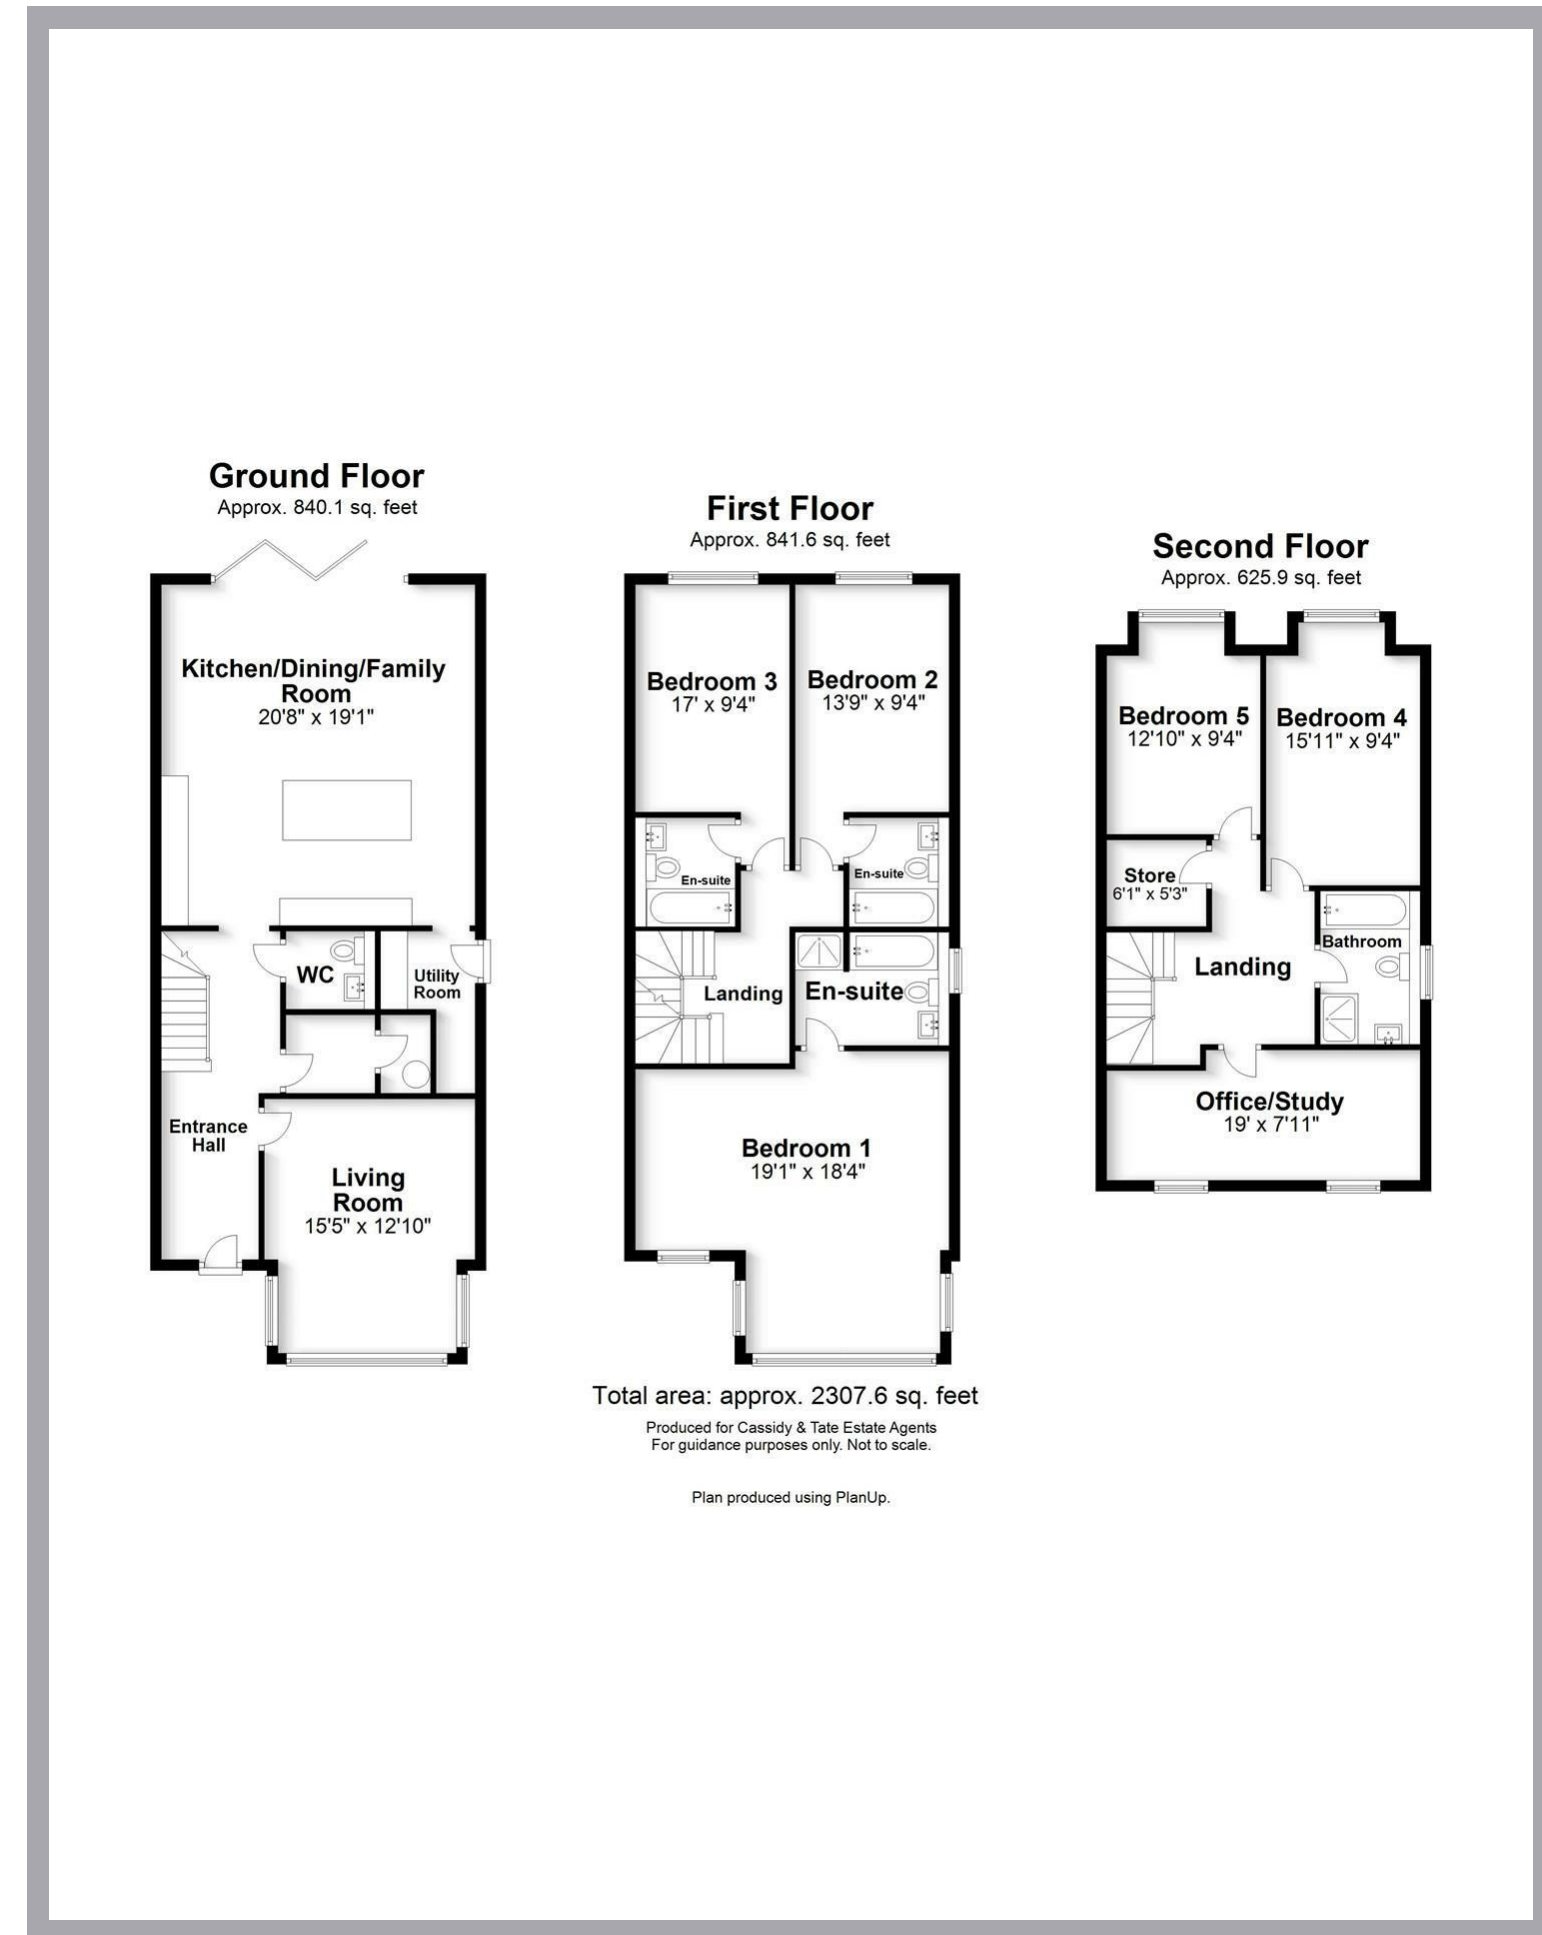 Ground Floor
Approx. 840.1 sq. feet
Kitchen/Dining/Family
Room
20'8" x 19'1"
WC
Utility
Room
Entrance
Hall
Living
Room
15'5" x 12'10"
First Floor
Approx. 841.6 sq. feet
Bedroom 3
17' x 9'4"
Bedroom 2
13'9" x 9'4"
En-suite
En-suite
Landing
En-suite
Bedroom 1
19'1" x 18'4"
Second Floor
Approx. 625.9 sq. feet
Bedroom 5
12'10" x 9'4"
Bedroom 4
15'11" x 9'4"
Store
6'1" x 5'3"
Bathroom
Landing
Office/Study
19' x 7'11"
Total area: approx. 2307.6 sq. feet
Produced for Cassidy & Tate Estate Agents
For guidance purposes only. Not to scale.
Plan produced using PlanUp.